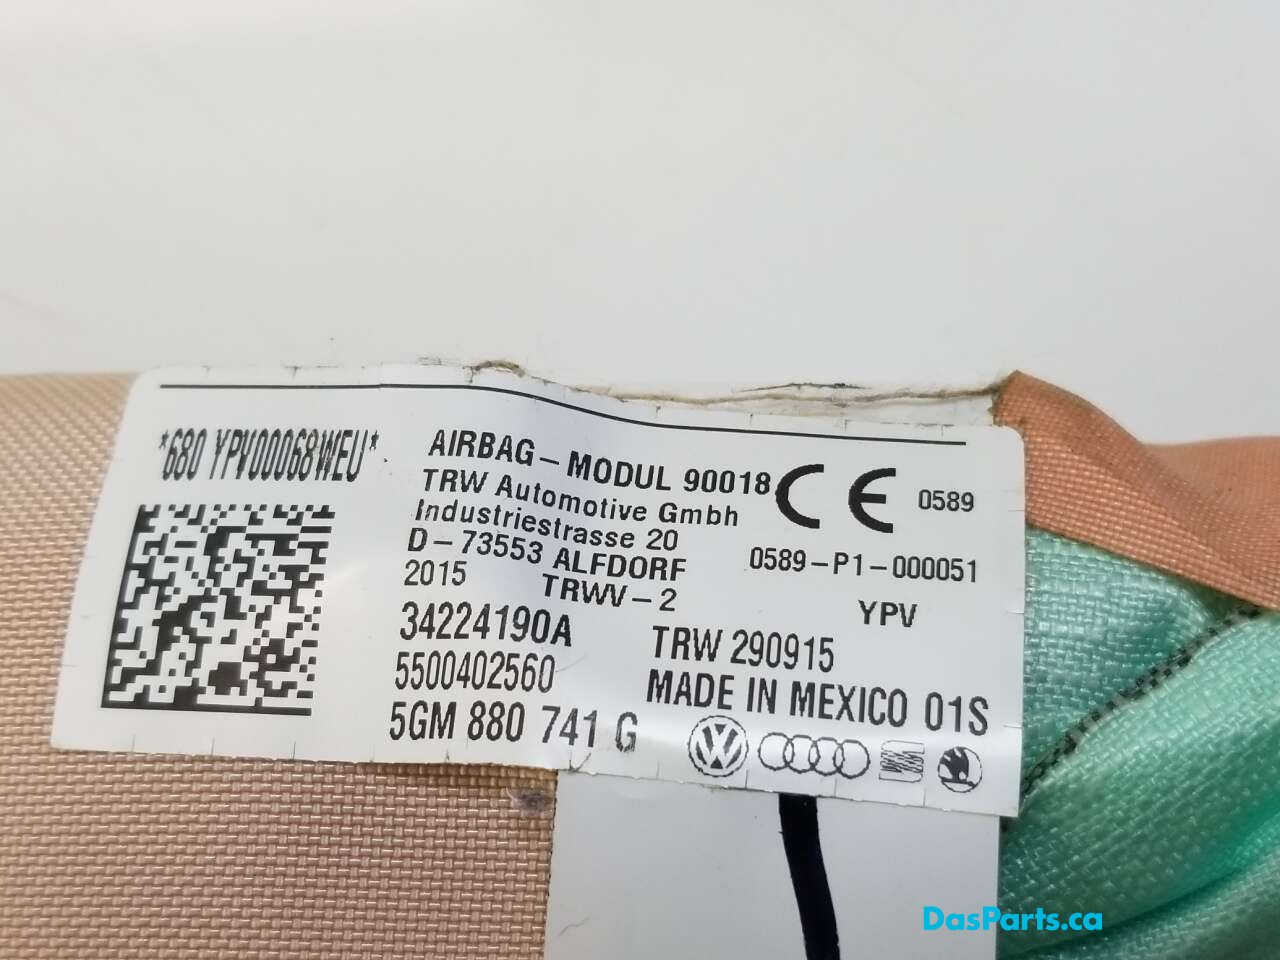 *680 YPV00068WEU*
AIRBAG-MODUL 90018
TRW Automotive Gmbh
Industriestrasse 20
D-73553 ALFDORF
2015 TRWV-2
34224190A
5500402560
5GM 880 741 G
CE 0589
0589-P1-000051
YPV
TRW 290915
MADE IN MEXICO 01S
DasParts.ca